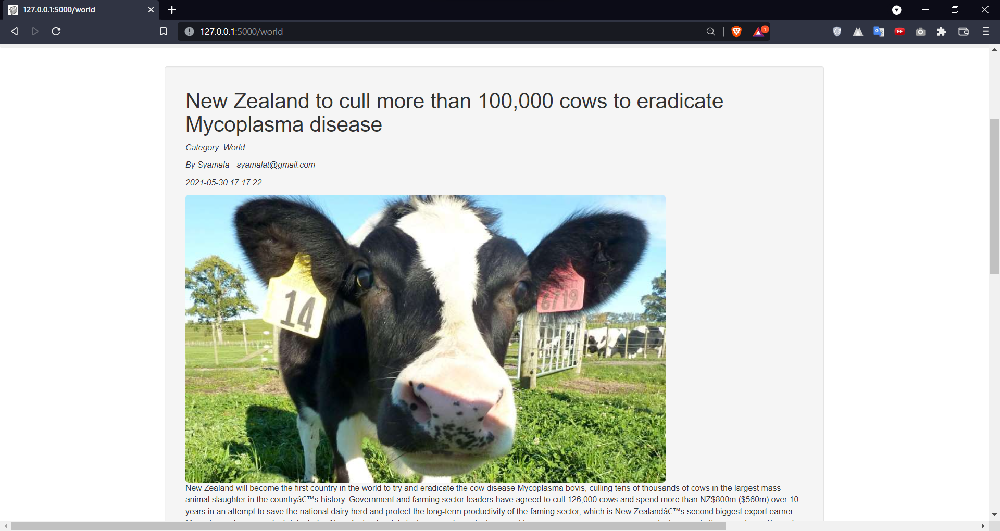 127.0.0.1:5000/world
127.0.0.1:5000/world
1
New Zealand to cull more than 100,000 cows to eradicate
Mycoplasma disease
Category: World
By Syamala - syamalat@gmail.com
2021-05-30 17:17:22
14
6719
New Zealand will become the first country in the world to try and eradicate the cow disease Mycoplasma bovis, culling tens of thousands of cows in the largest mass
animal slaughter in the countryâ€™s history. Government and farming sector leaders have agreed to cull 126,000 cows and spend more than NZ$800m ($560m) over 10
years in an attempt to save the national dairy herd and protect the long-term productivity of the faming sector, which is New Zealandâ€™s second biggest export earner.